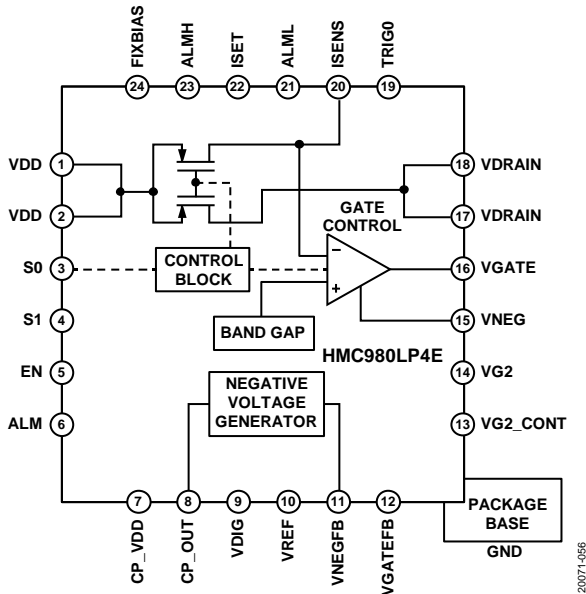 FIXBIAS
ALMH
ISET
ALML
ISENS
TRIG0
24
23
22
21
20
19
VDD 1
VDD 2
S0 3
S1 4
EN 5
ALM 6
18 VDRAIN
17 VDRAIN
16 VGATE
15 VNEG
14 VG2
13 VG2_CONT
GATE
CONTROL
–
+
CONTROL
BLOCK
BAND GAP
HMC980LP4E
NEGATIVE
VOLTAGE
GENERATOR
7
8
9
10
11
12
CP_VDD
CP_OUT
VDIG
VREF
VNEGFB
VGATEFB
PACKAGE
BASE
GND
20071-056